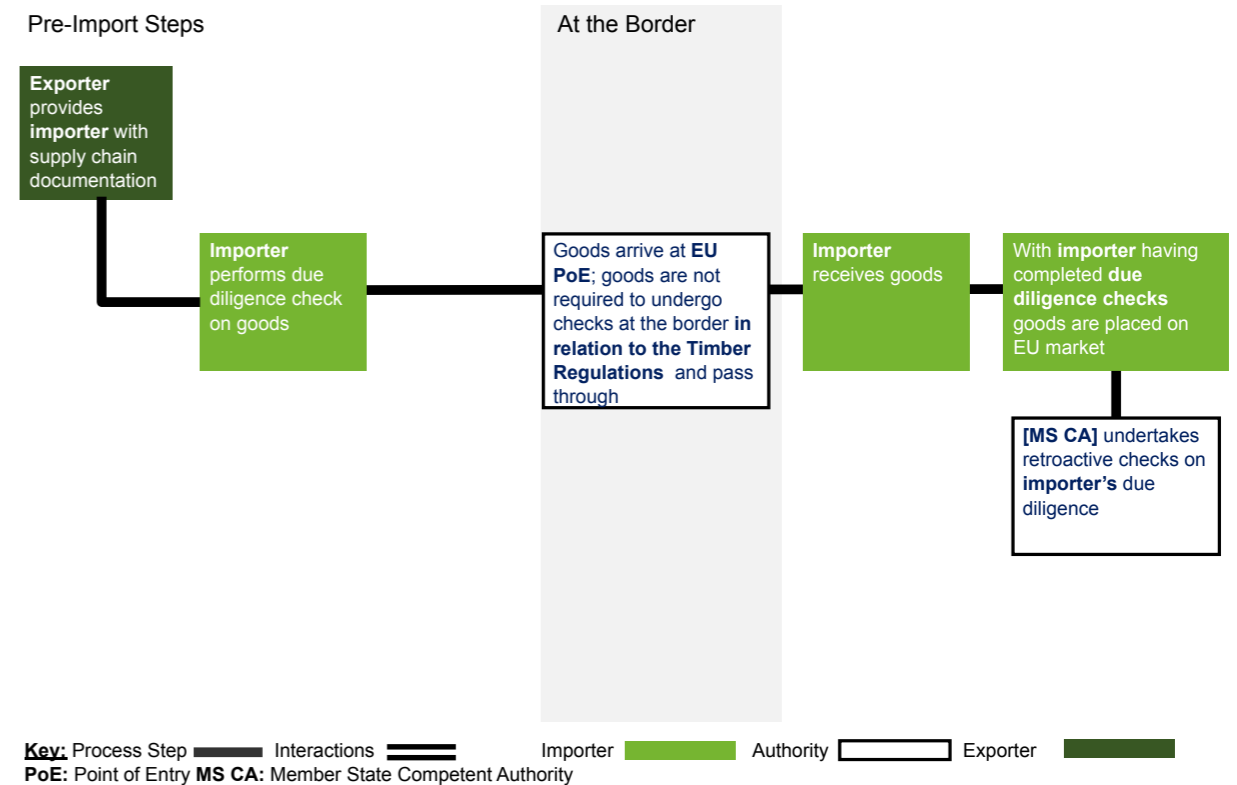 Pre-Import Steps
At the Border
Exporter
provides
importer with
supply chain
documentation
Importer
performs due
diligence check
on goods
Goods arrive at EU
PoE; goods are not
required to undergo
checks at the border in
relation to the Timber
Regulations and pass
through
Importer
receives goods
With importer having
completed due
diligence checks
goods are placed on
EU market
[MS CA] undertakes
retroactive checks on
importer’s due
diligence
Key: Process Step Interactions Importer Authority Exporter
PoE: Point of Entry MS CA: Member State Competent Authority